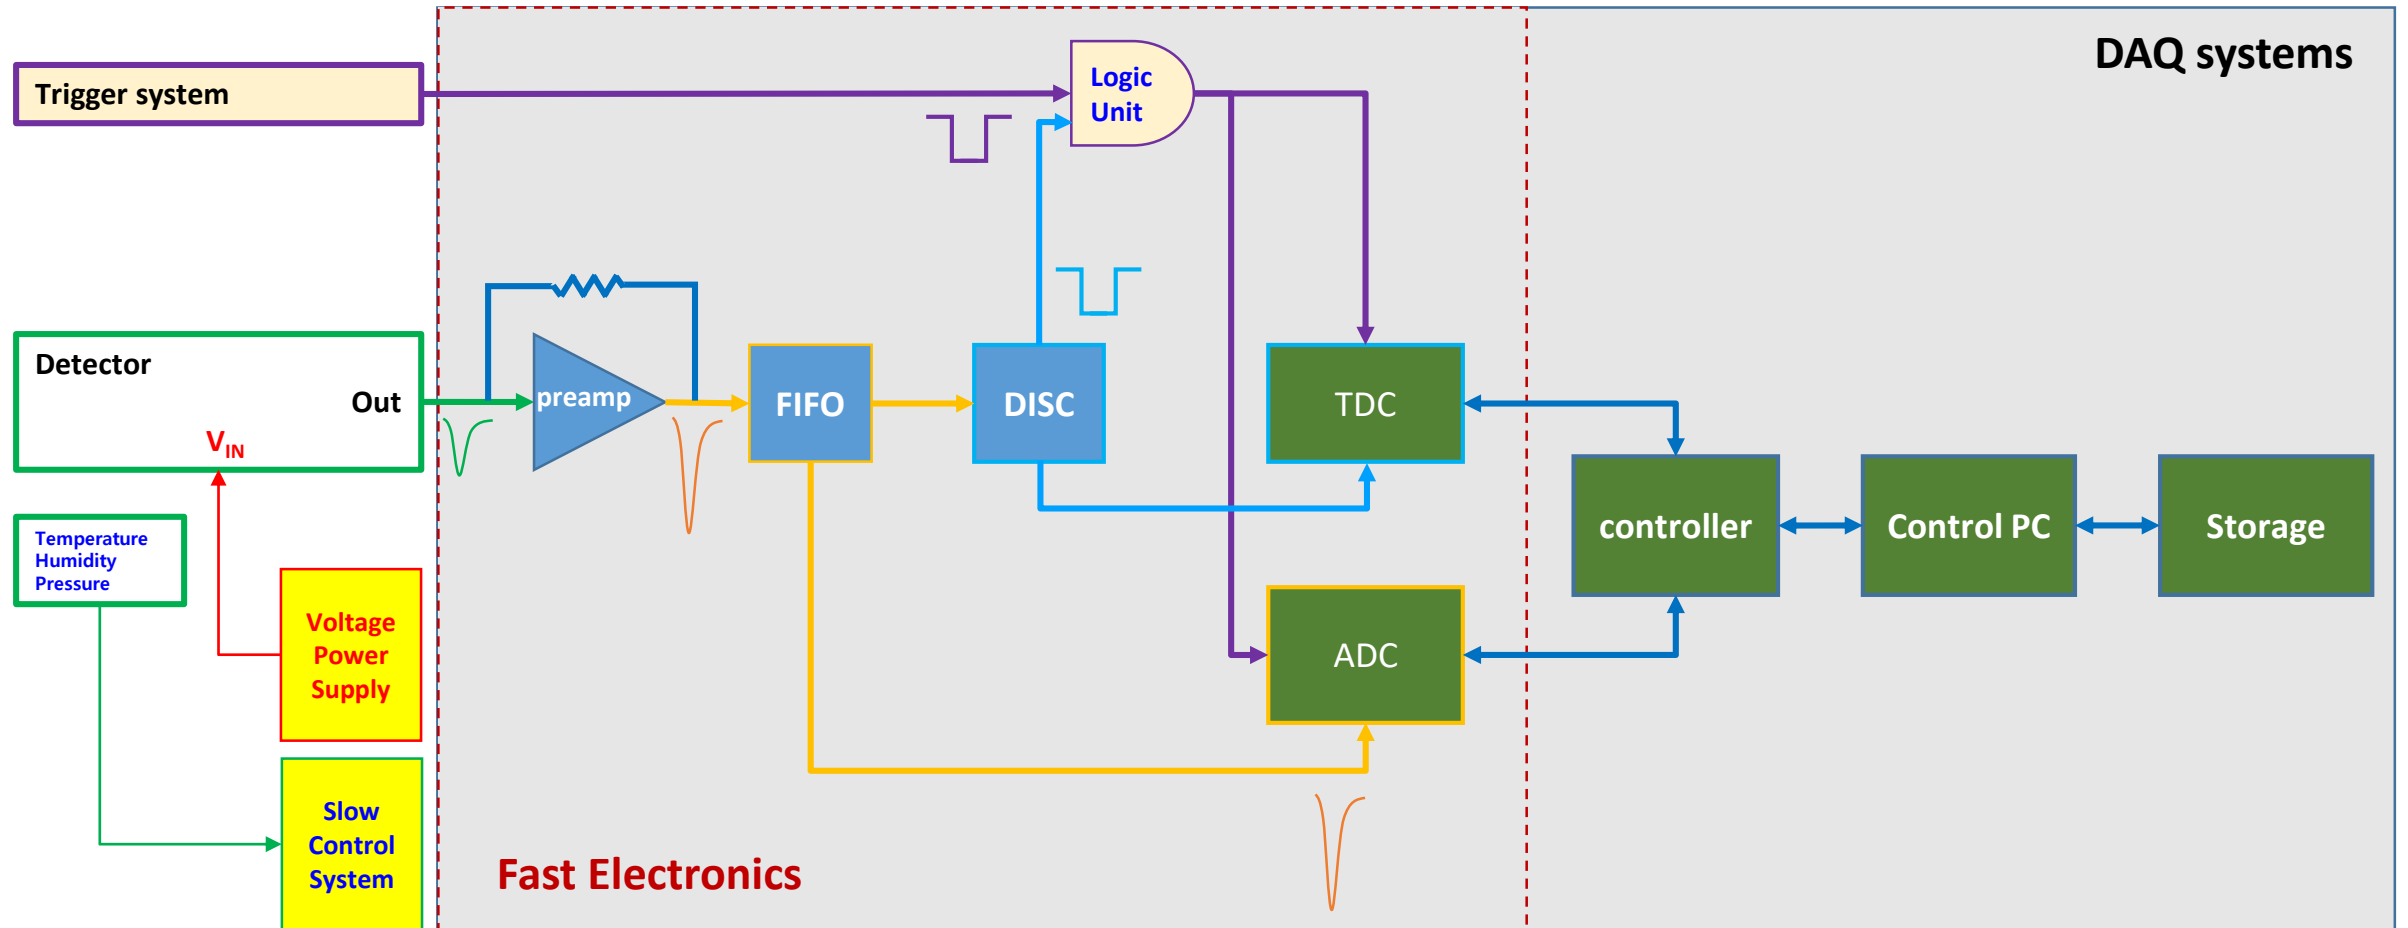 DAQ systems
Trigger system
Logic
Unit
Detector
Out
V_IN
preamp
FIFO
DISC
TDC
Temperature
Humidity
Pressure
controller
Control PC
Storage
Voltage
Power
Supply
ADC
Slow
Control
System
Fast Electronics